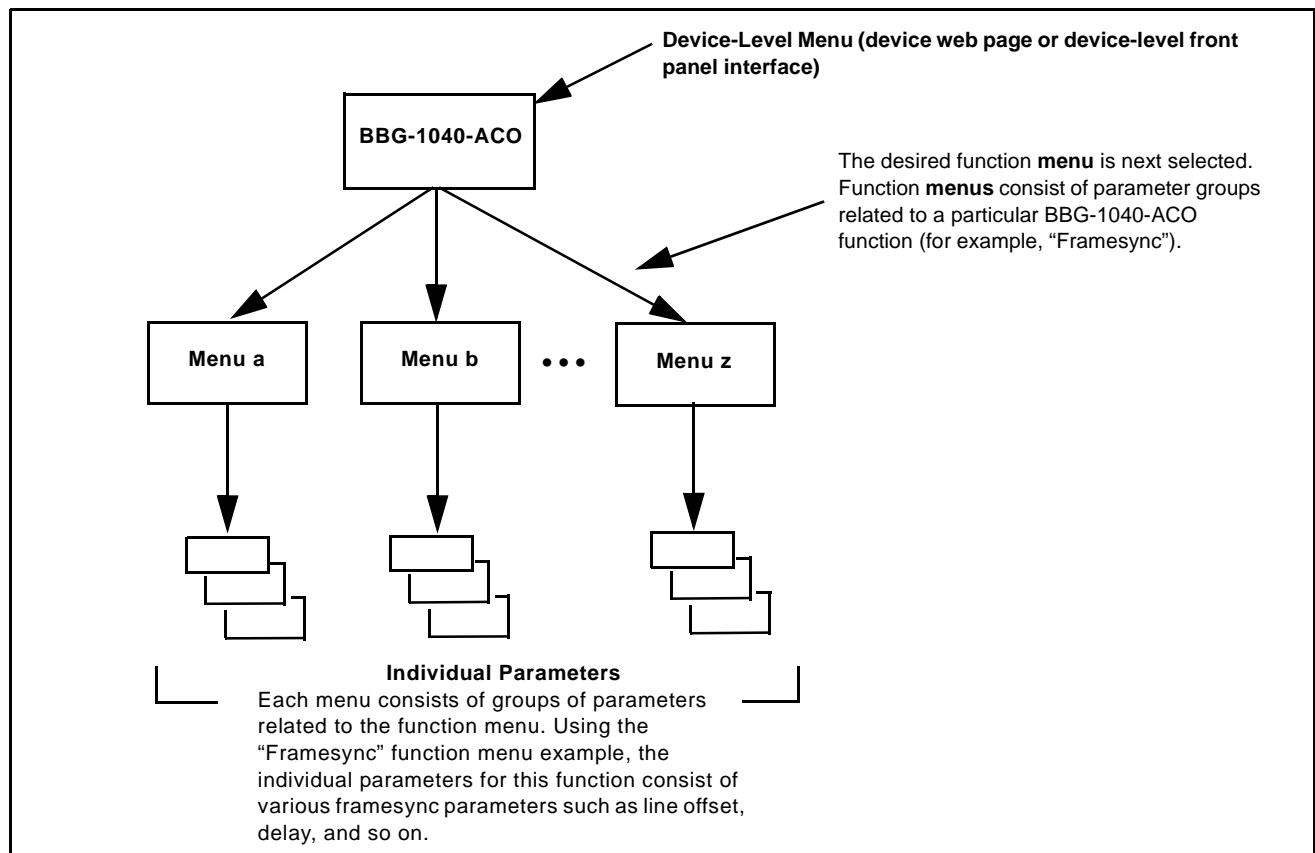 Device-Level Menu (device web page or device-level front
panel interface)
BBG-1040-ACO
The desired function menu is next selected.
Function menus consist of parameter groups
related to a particular BBG-1040-ACO
function (for example, “Framesync”).
Menu a
Menu b
•••
Menu z
Individual Parameters
Each menu consists of groups of parameters
related to the function menu. Using the
“Framesync” function menu example, the
individual parameters for this function consist of
various framesync parameters such as line offset,
delay, and so on.